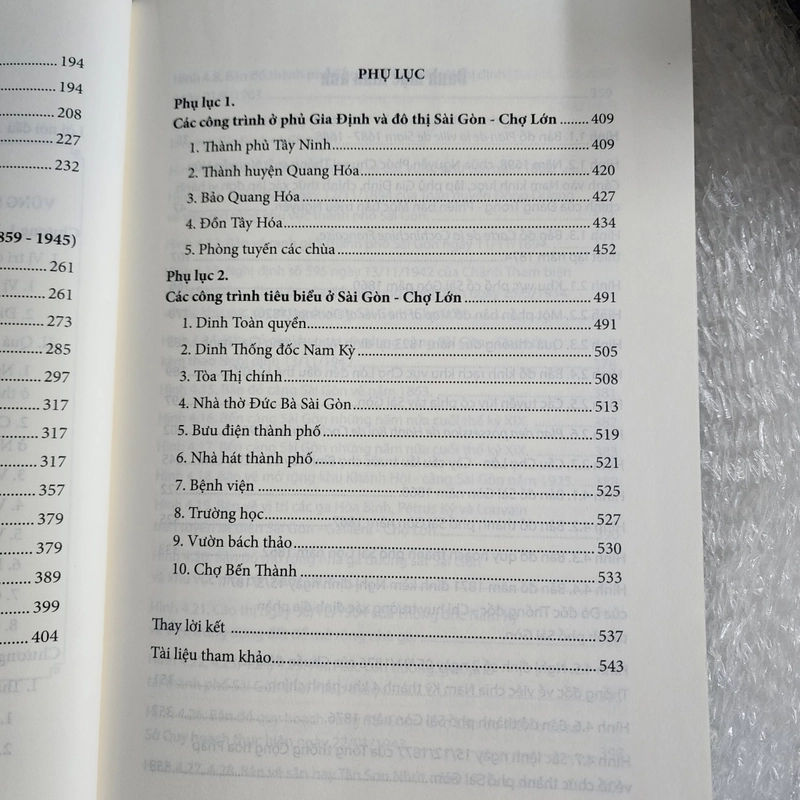 194
194
208
227
232
859 - 1945)
261
261
273
285
297
317
317
317
357
379
379
389
399
404
PHỤ LỤC
Phụ lục 1.
Các công trình ở phủ Gia Định và đô thị Sài Gòn - Chợ Lớn ........ 409
1. Thành phủ Tây Ninh ........ 409
2. Thành huyện Quang Hóa ........ 420
3. Bảo Quang Hóa ........ 427
4. Đồn Tây Hóa ........ 434
5. Phòng tuyến các chùa ........ 452
Phụ lục 2.
Các công trình tiêu biểu ở Sài Gòn - Chợ Lớn ........ 491
1. Dinh Toàn quyền ........ 491
2. Dinh Thống đốc Nam Kỳ ........ 505
3. Tòa Thị chính ........ 508
4. Nhà thờ Đức Bà Sài Gòn ........ 513
5. Bưu điện thành phố ........ 519
6. Nhà hát thành phố ........ 521
7. Bệnh viện ........ 525
8. Trường học ........ 527
9. Vườn bách thảo ........ 530
10. Chợ Bến Thành ........ 533
Thay lời kết ........ 537
Tài liệu tham khảo ........ 543